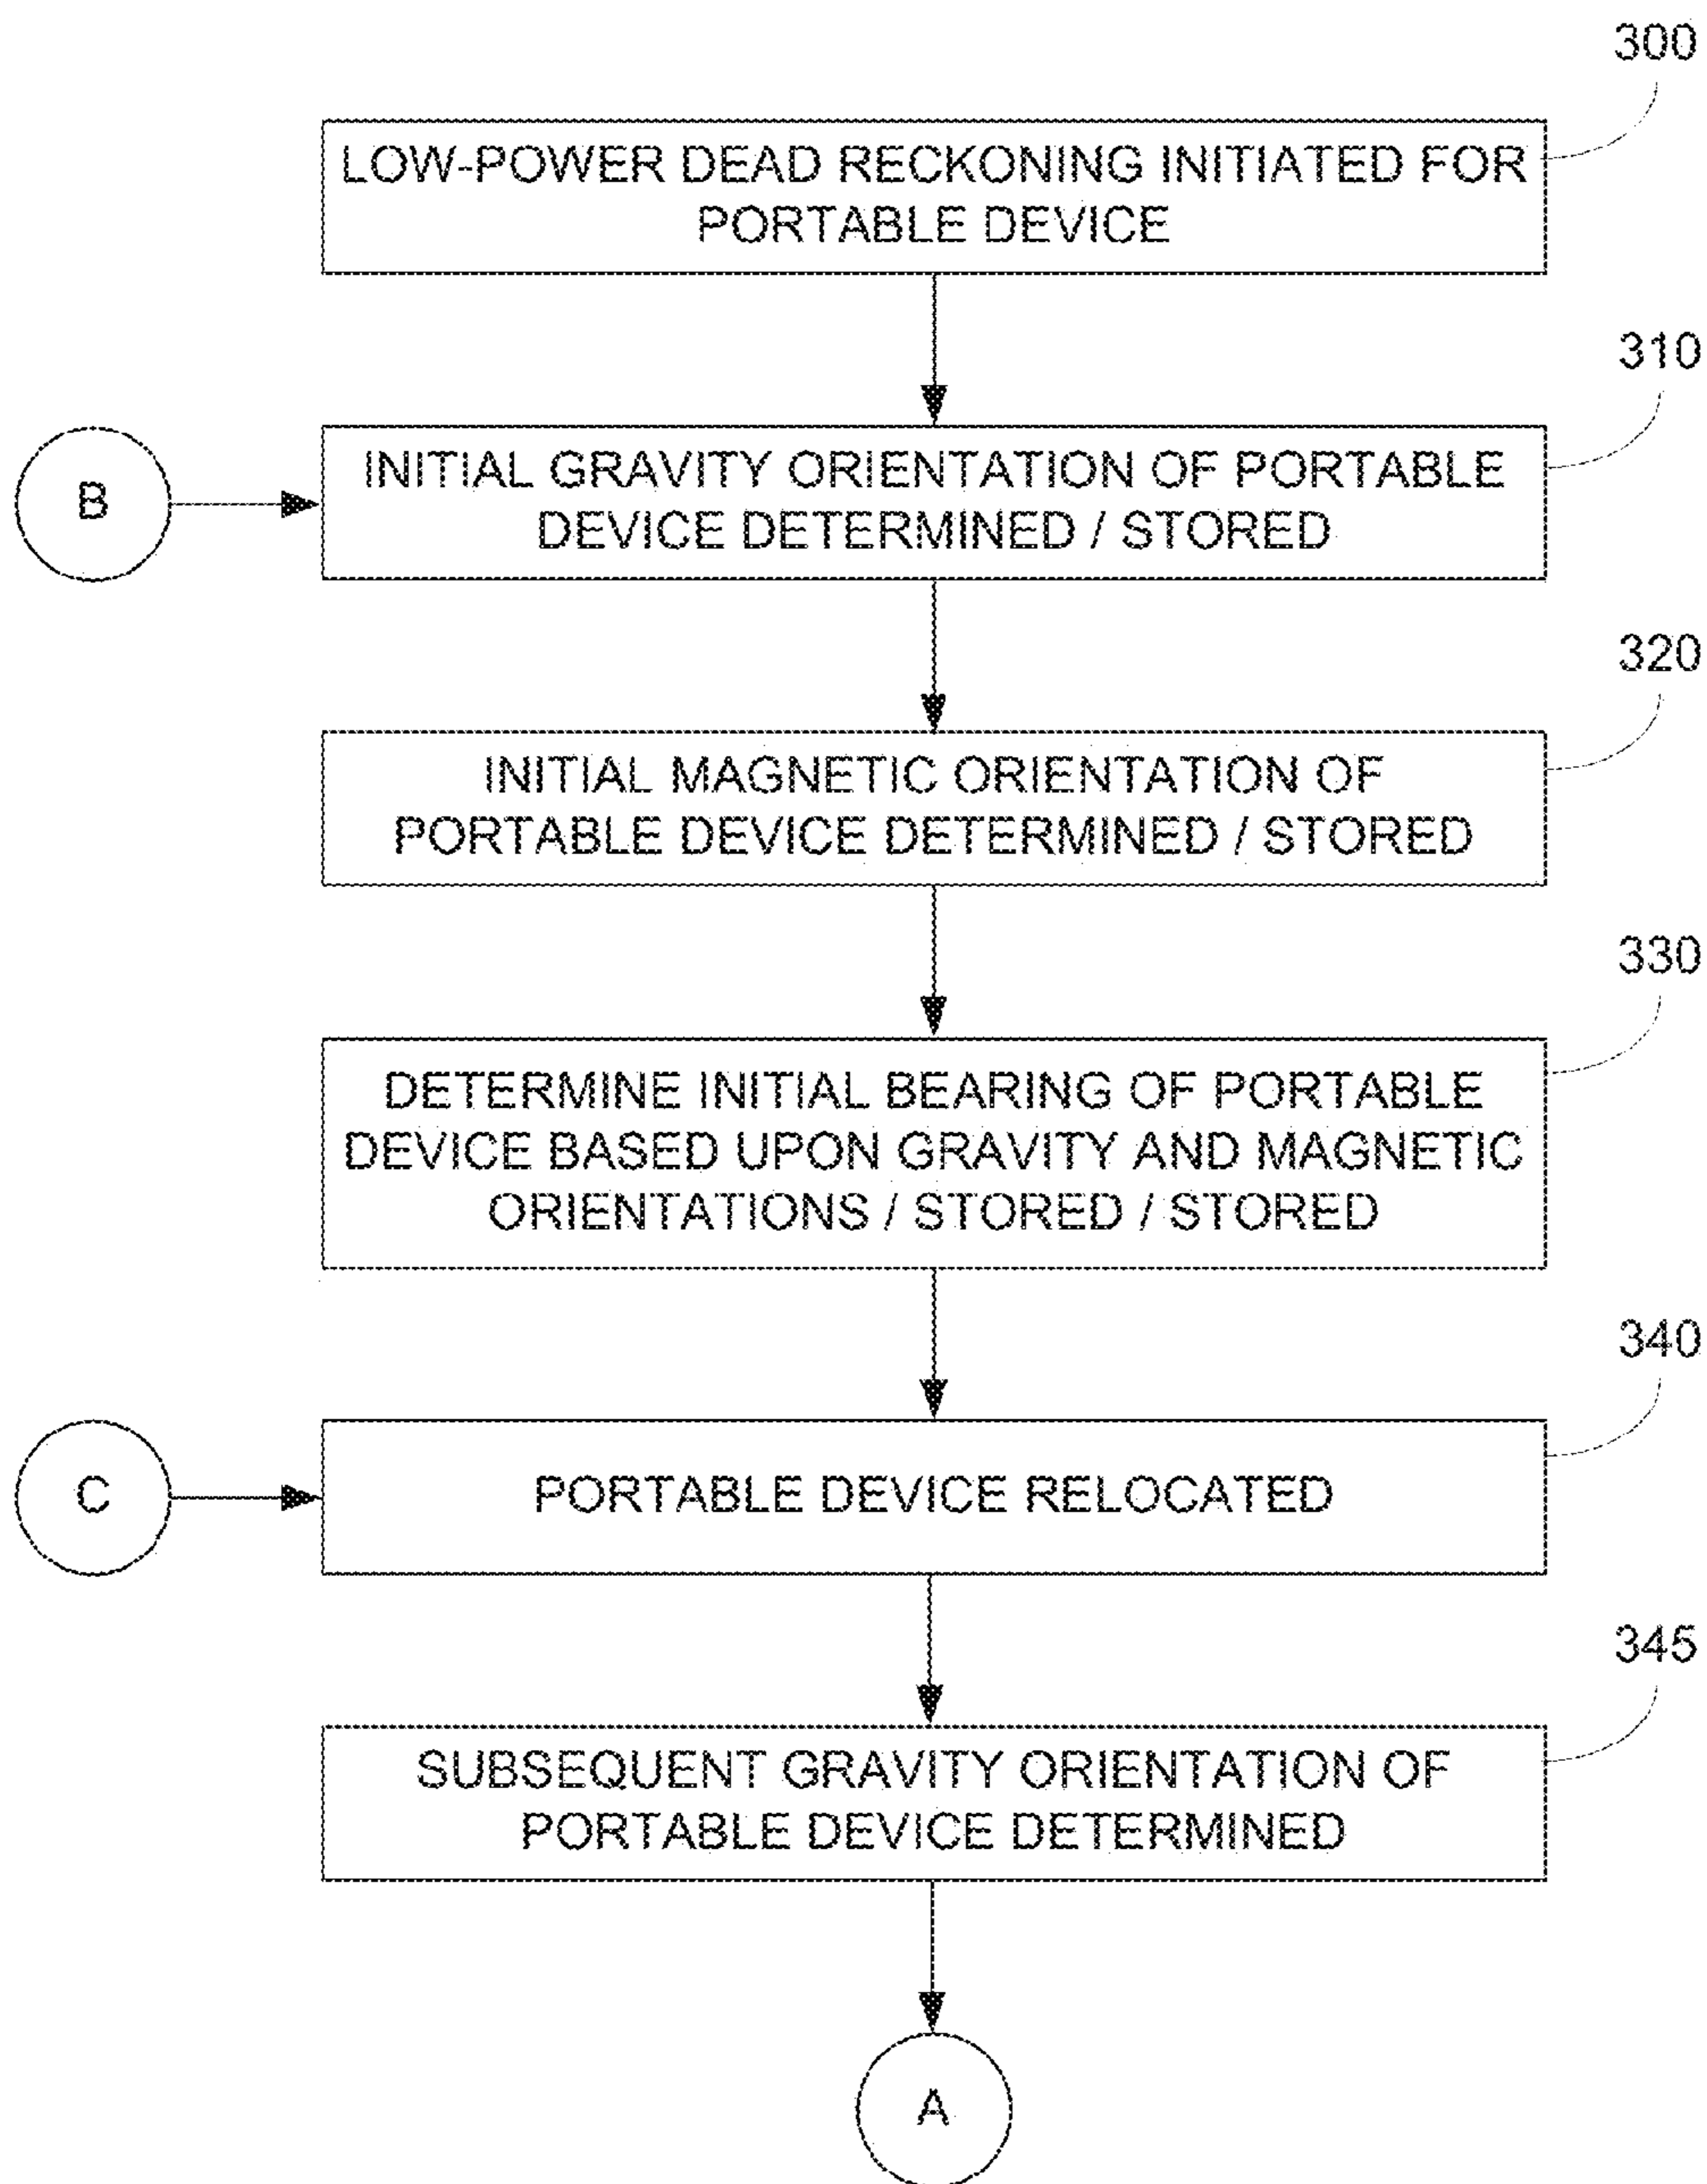 300
LOW-POWER DEAD RECKONING INITIATED FOR
PORTABLE DEVICE
310
B
INITIAL GRAVITY ORIENTATION OF PORTABLE
DEVICE DETERMINED / STORED
320
INITIAL MAGNETIC ORIENTATION OF
PORTABLE DEVICE DETERMINED / STORED
330
DETERMINE INITIAL BEARING OF PORTABLE
DEVICE BASED UPON GRAVITY AND MAGNETIC
ORIENTATIONS / STORED / STORED
340
C
PORTABLE DEVICE RELOCATED
345
SUBSEQUENT GRAVITY ORIENTATION OF
PORTABLE DEVICE DETERMINED
A